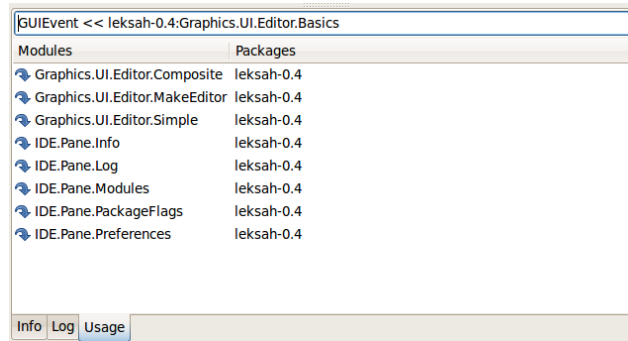 GUIEvent << leksah-0.4:Graphics.UI.Editor.Basics
Modules Packages
Graphics.UI.Editor.Composite leksah-0.4
Graphics.UI.Editor.MakeEditor leksah-0.4
Graphics.UI.Editor.Simple leksah-0.4
IDE.Pane.Info leksah-0.4
IDE.Pane.Log leksah-0.4
IDE.Pane.Modules leksah-0.4
IDE.Pane.PackageFlags leksah-0.4
IDE.Pane.Preferences leksah-0.4
Info Log Usage